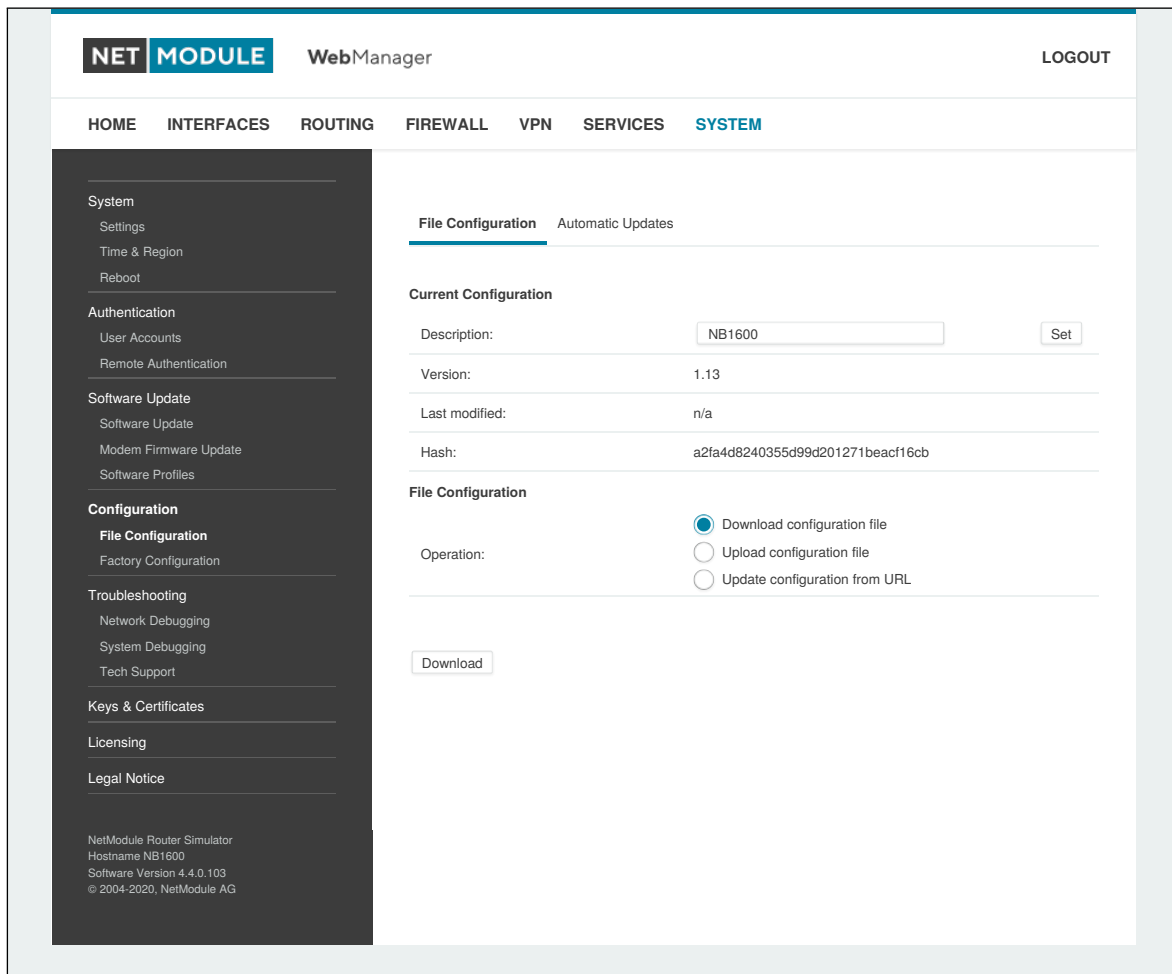 NET MODULE WebManager LOGOUT
HOME INTERFACES ROUTING FIREWALL VPN SERVICES SYSTEM
System
Settings
Time & Region
Reboot
Authentication
User Accounts
Remote Authentication
Software Update
Software Update
Modem Firmware Update
Software Profiles
Configuration
File Configuration
Factory Configuration
Troubleshooting
Network Debugging
System Debugging
Tech Support
Keys & Certificates
Licensing
Legal Notice
NetModule Router Simulator
Hostname NB1600
Software Version 4.4.0.103
© 2004-2020, NetModule AG
File Configuration Automatic Updates
Current Configuration
Description: NB1600 Set
Version: 1.13
Last modified: n/a
Hash: a2fa4d8240355d99d201271beacf16cb
File Configuration
Operation:
Download configuration file
Upload configuration file
Update configuration from URL
Download